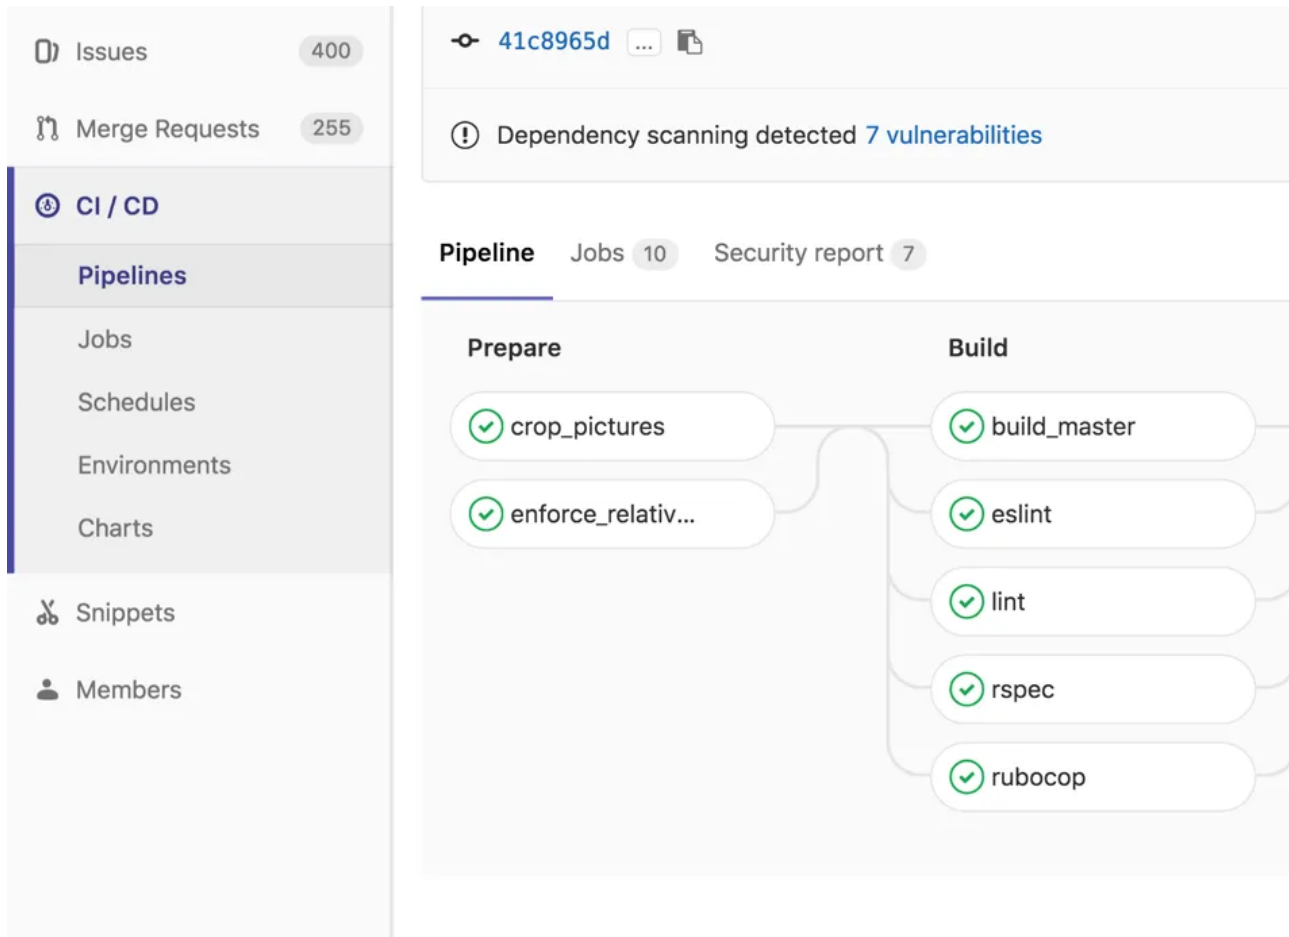 Issues 400
Merge Requests 255
CI / CD
Pipelines
Jobs
Schedules
Environments
Charts
Snippets
Members
41c8965d ...
Dependency scanning detected 7 vulnerabilities
Pipeline Jobs 10 Security report 7
Prepare
crop_pictures
enforce_relativ...
Build
build_master
eslint
lint
rspec
rubocop